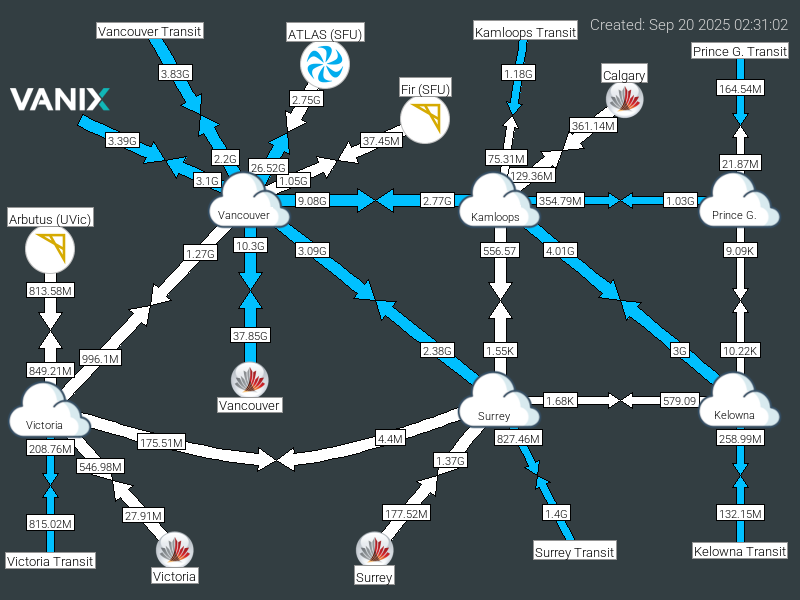 Created: Sep 20 2025 02:31:02
Vancouver Transit
ATLAS (SFU)
Kamloops Transit
Prince G. Transit
3.83G
1.18G
Calgary
164.54M
VANIX
2.75G
Fir (SFU)
361.14M
3.39G
37.45M
2.2G
75.31M
21.87M
26.52G
129.36M
3.1G
1.05G
9.08G
2.77G
354.79M
1.03G
Vancouver
Kamloops
Prince G.
Arbutus (UVic)
1.27G
10.3G
3.09G
556.57
4.01G
9.09K
813.58M
37.85G
996.1M
2.38G
1.55K
3G
10.22K
849.21M
Vancouver
1.68K
579.09
Victoria
Surrey
Kelowna
208.76M
175.51M
4.4M
827.46M
258.99M
546.98M
1.37G
815.02M
27.91M
177.52M
1.4G
132.15M
Victoria Transit
Victoria
Surrey
Surrey Transit
Kelowna Transit